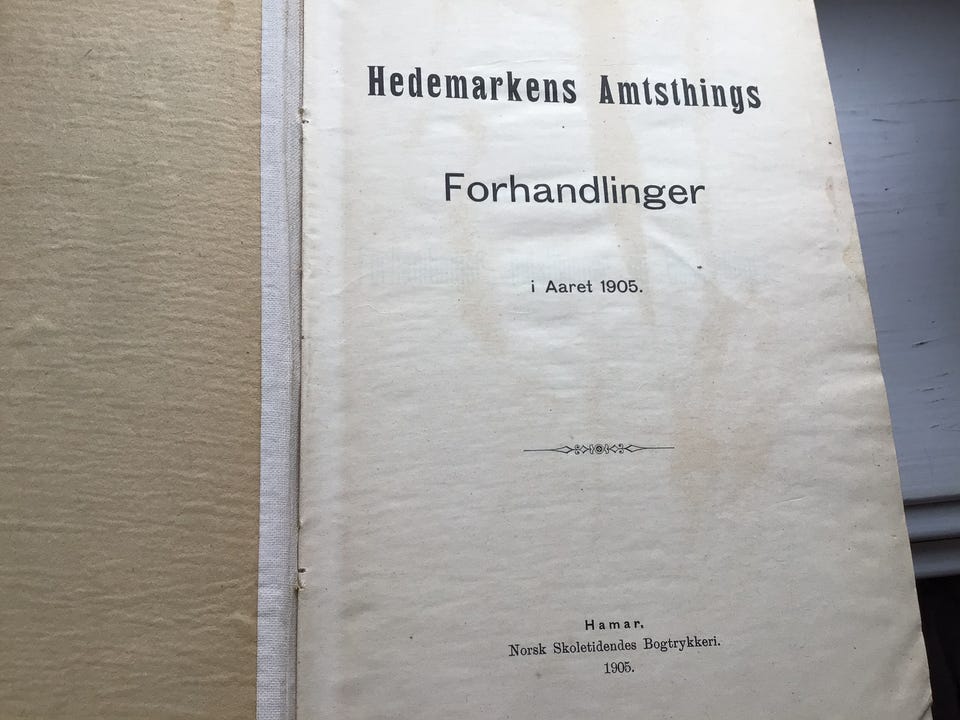 Hedemarkens Amtsthings
Forhandlinger
i Aaret 1905.
Hamar.
Norsk Skoletidendes Bogtrykkeri.
1905.